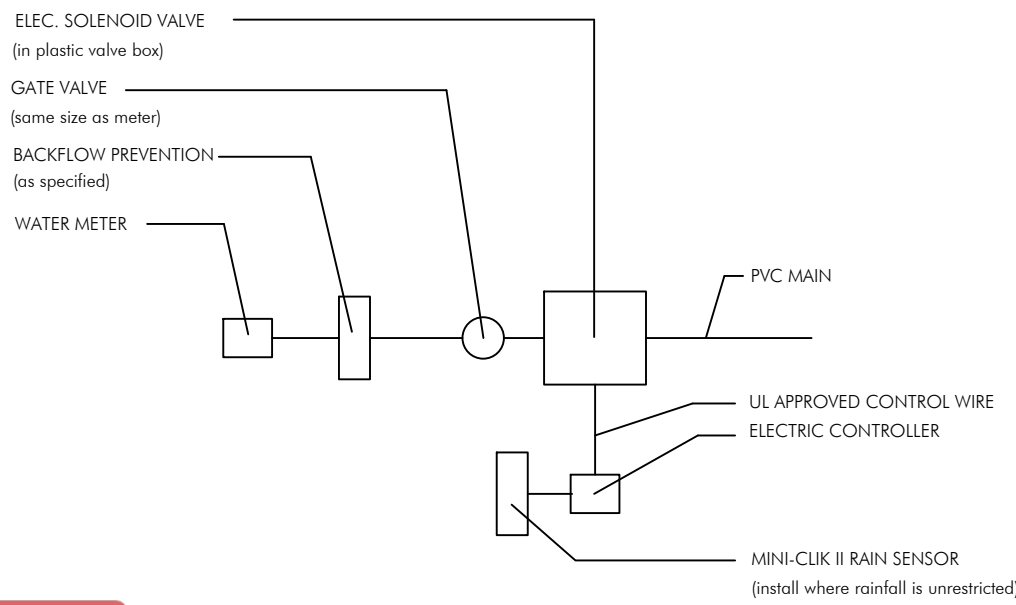 ELEC. SOLENOID VALVE
(in plastic valve box)
GATE VALVE
(same size as meter)
BACKFLOW PREVENTION
(as specified)
WATER METER
PVC MAIN
UL APPROVED CONTROL WIRE
ELECTRIC CONTROLLER
MINI-CLIK II RAIN SENSOR
(install where rainfall is unrestricted)